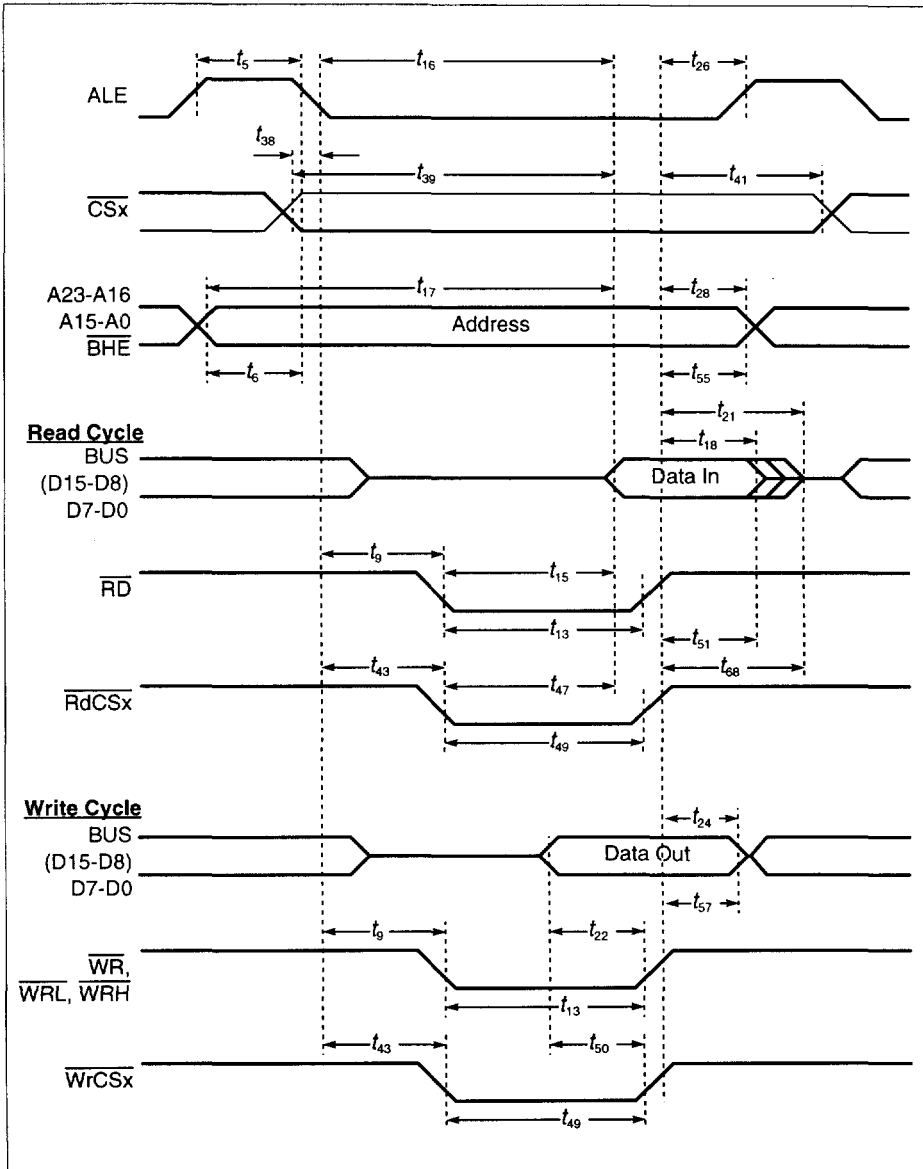 t5 t16 t26
ALE
t38
t39 t41
CSx
A23-A16
t17 t28
A15-A0
Address
BHE
t6 t55
t21
Read Cycle
t18
BUS
(D15-D8)
Data In
D7-D0
t9
RD
t15
t13 t51
t43 t68
RdCSx
t47
t49
Write Cycle
t24
BUS
(D15-D8)
Data Out
D7-D0
t57
t9 t22
WR,
WRL, WRH
t13
t43 t50
WrCSx
t49